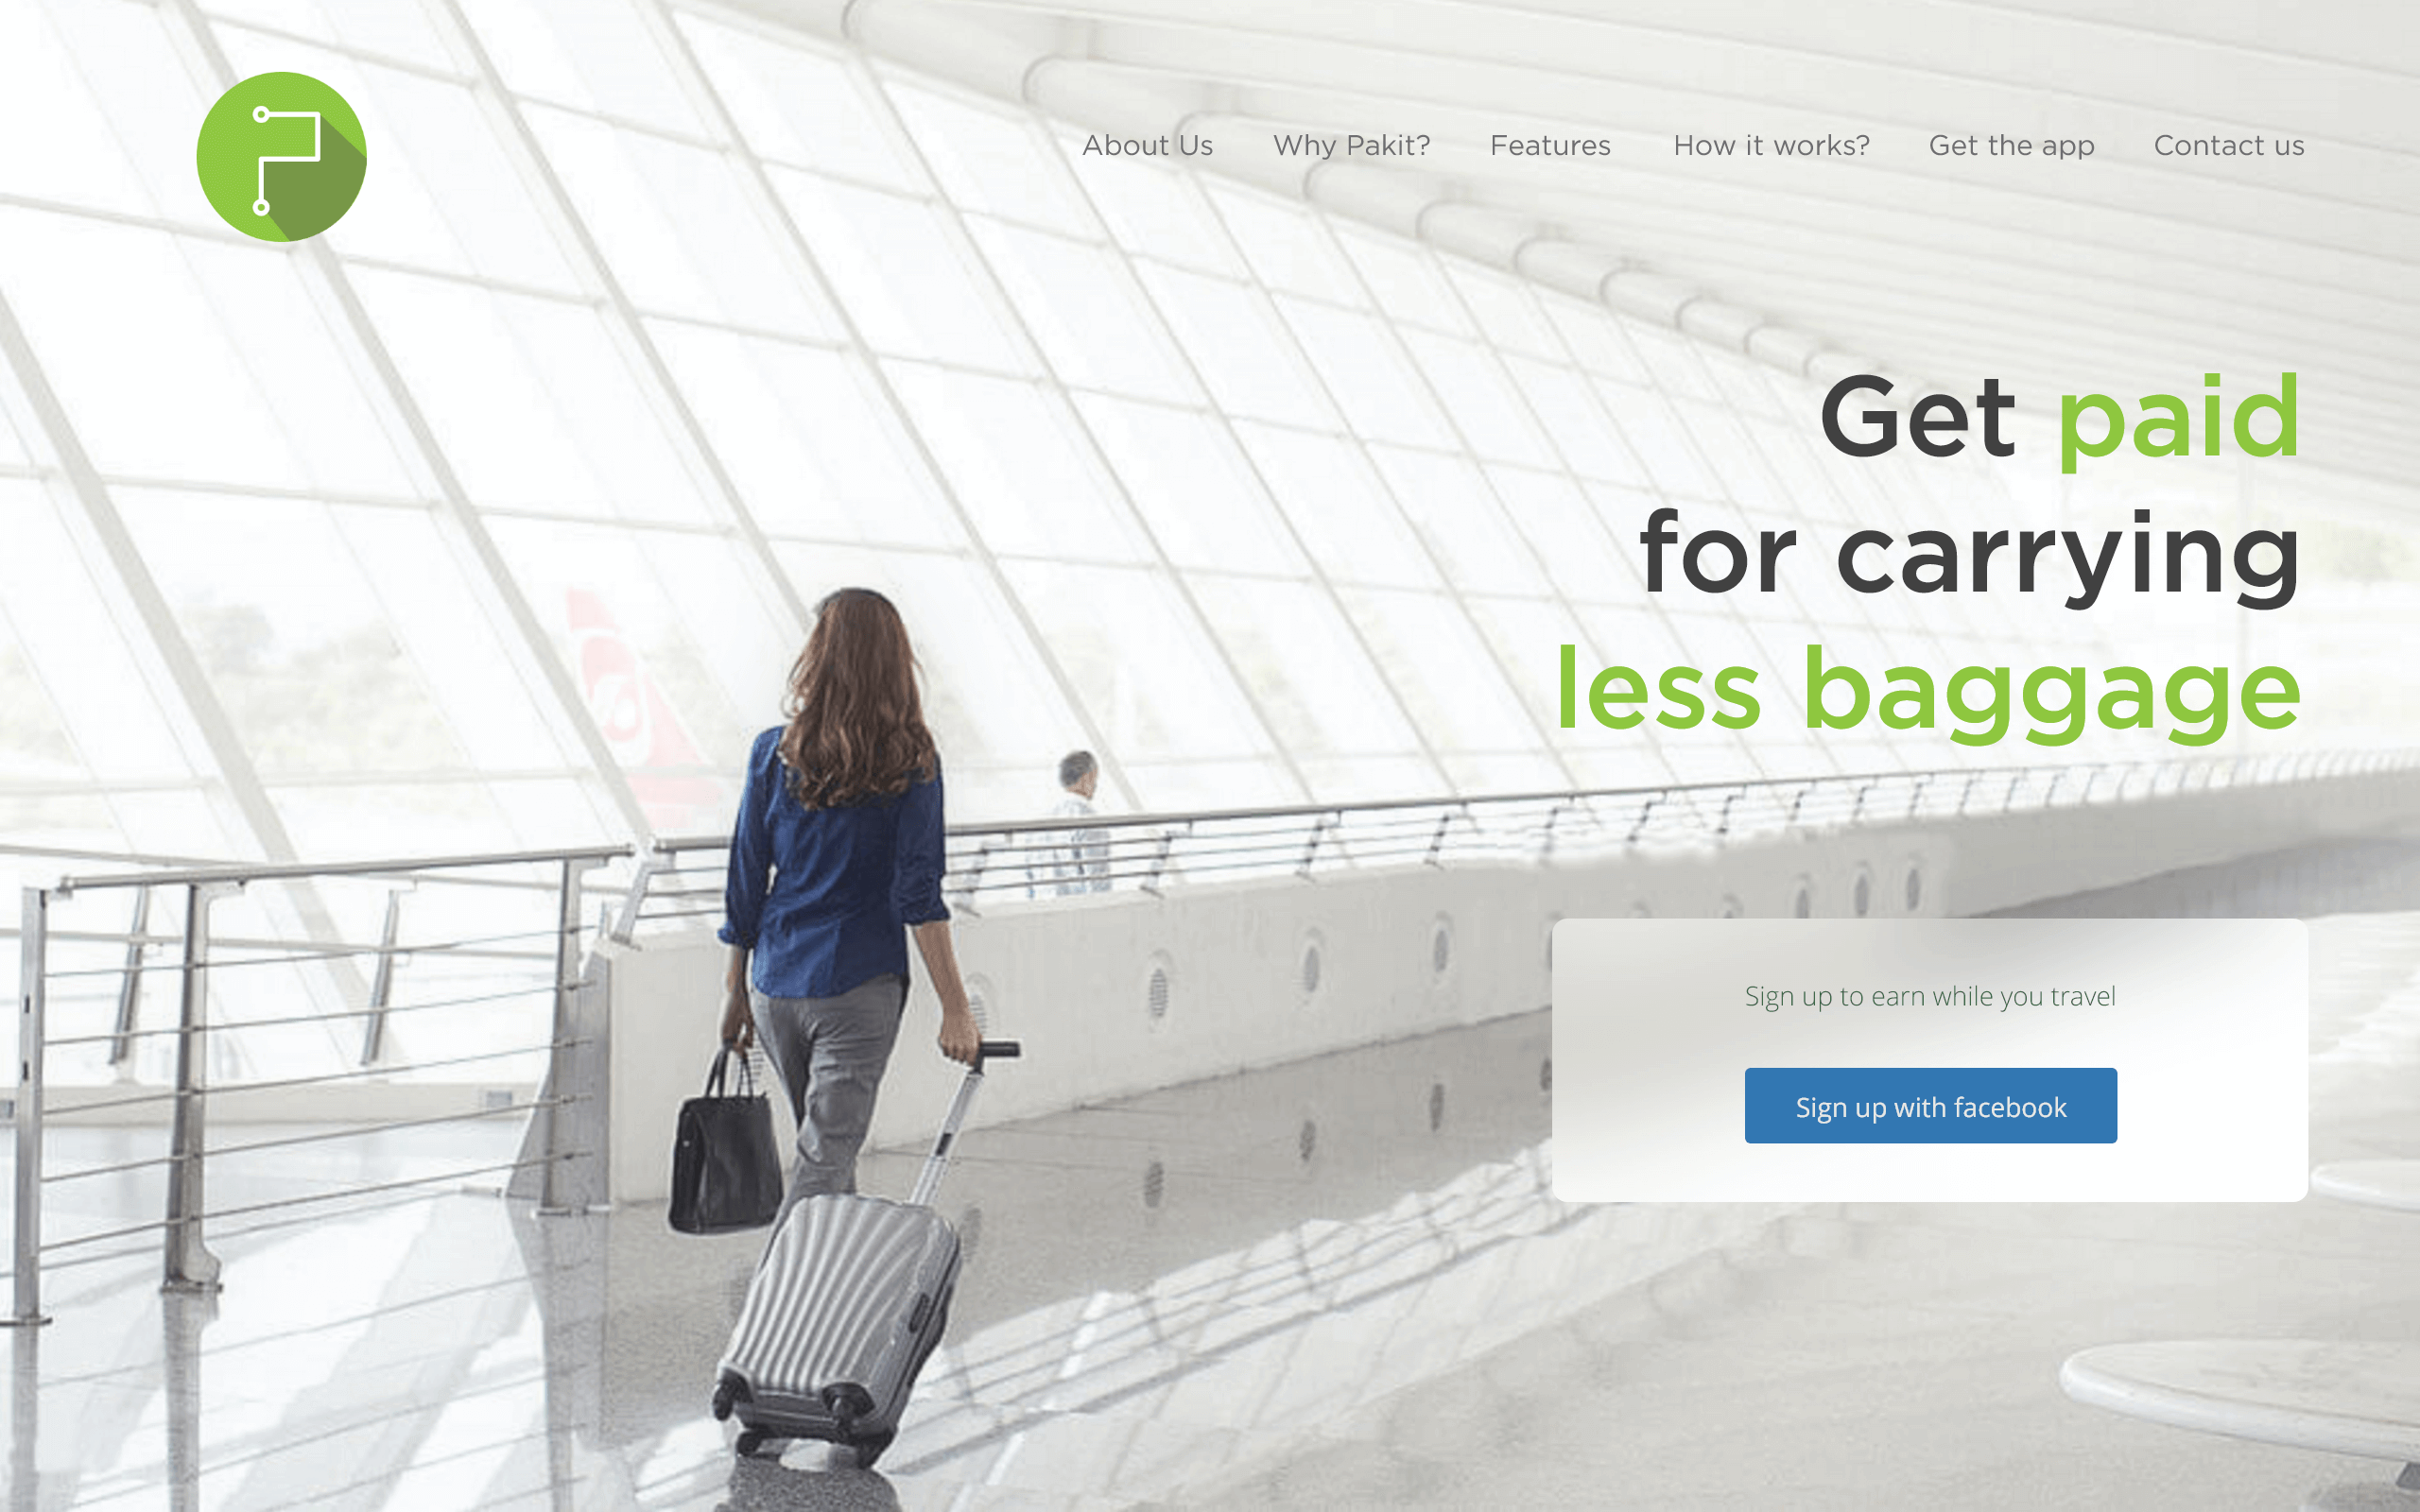 About Us
Why Pakit?
Features
How it works?
Get the app
Contact us
Get paid
for carrying
less baggage
Sign up to earn while you travel
Sign up with facebook